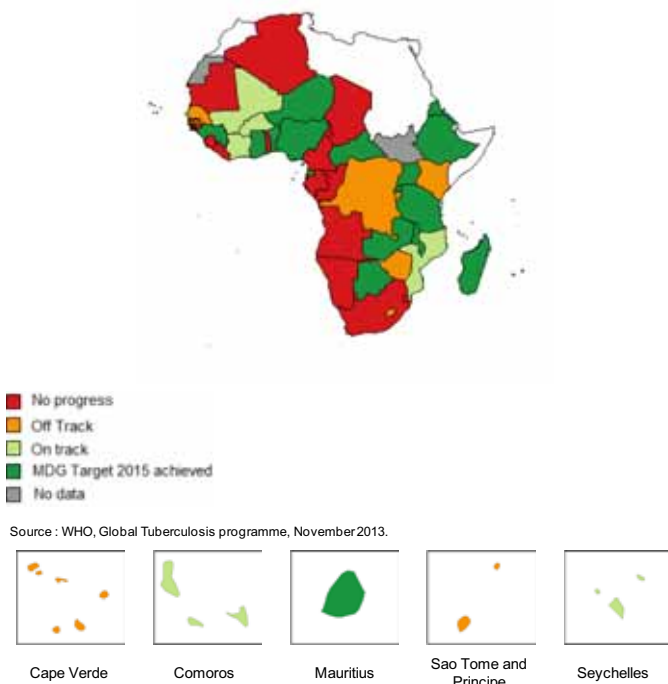 No progress
Off Track
On track
MDG Target 2015 achieved
No data
Source : WHO, Global Tuberculosis programme, November 2013.
Cape Verde
Comoros
Mauritius
Sao Tome and
Principe
Seychelles